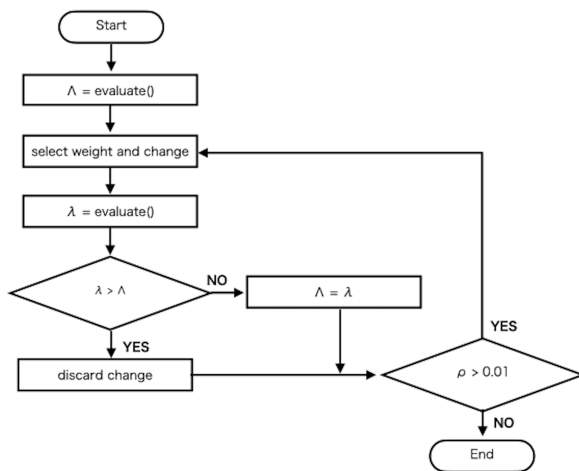 Start
Λ = evaluate()
select weight and change
λ = evaluate()
λ > Λ
NO
Λ = λ
YES
discard change
YES
ρ > 0.01
NO
End